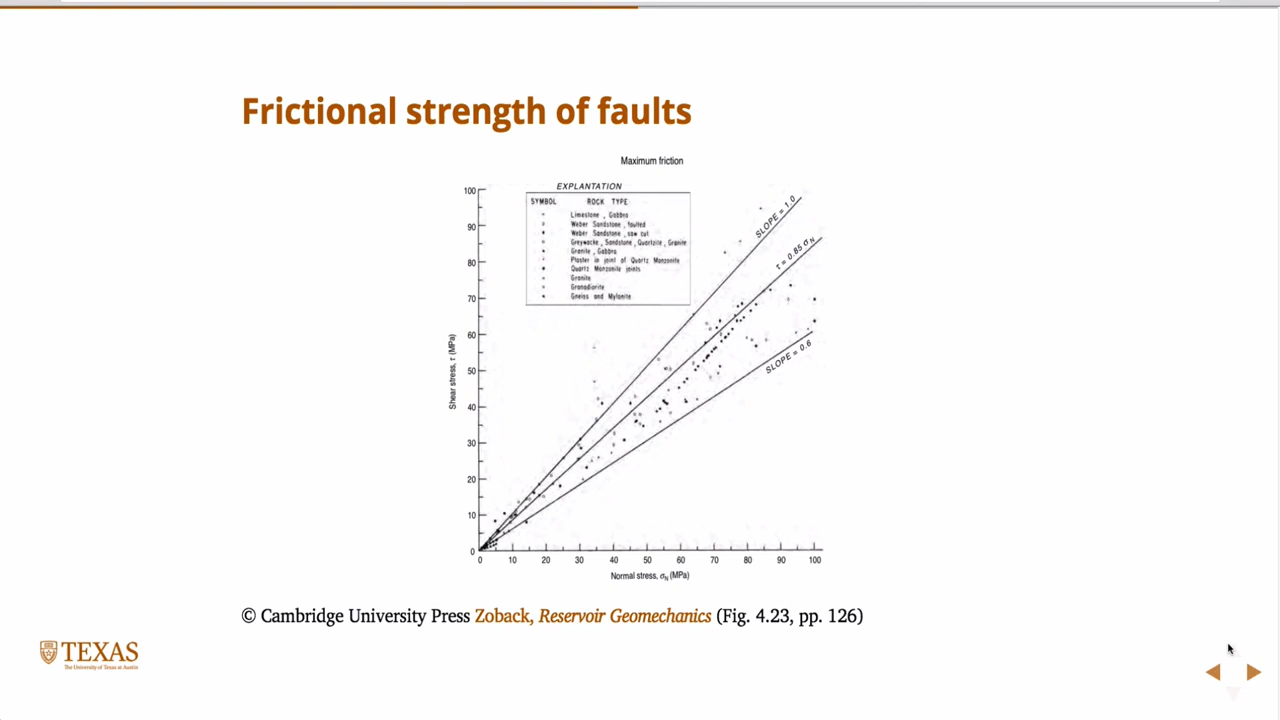 Frictional strength of faults
Maximum friction
EXPLANTATION
SYMBOL ROCK TYPE
Limestone , Gabbro
Weber Sandstone , faulted
Weber Sandstone , saw cut
Greywacke , Sandstone , Quartzite , Granite
Granite , Gabbro
Plaster in joint of Quartz Monzonite
Quartz Monzonite joints
Granite
Granodiorite
Gneiss and Mylonite
SLOPE = 1.0
τ = 0.85 σN
SLOPE = 0.6
Shear stress, τ (MPa)
100
90
80
70
60
50
40
30
20
10
0
0 10 20 30 40 50 60 70 80 90 100
Normal stress, σN (MPa)
© Cambridge University Press Zoback, Reservoir Geomechanics (Fig. 4.23, pp. 126)
TEXAS
The University of Texas at Austin